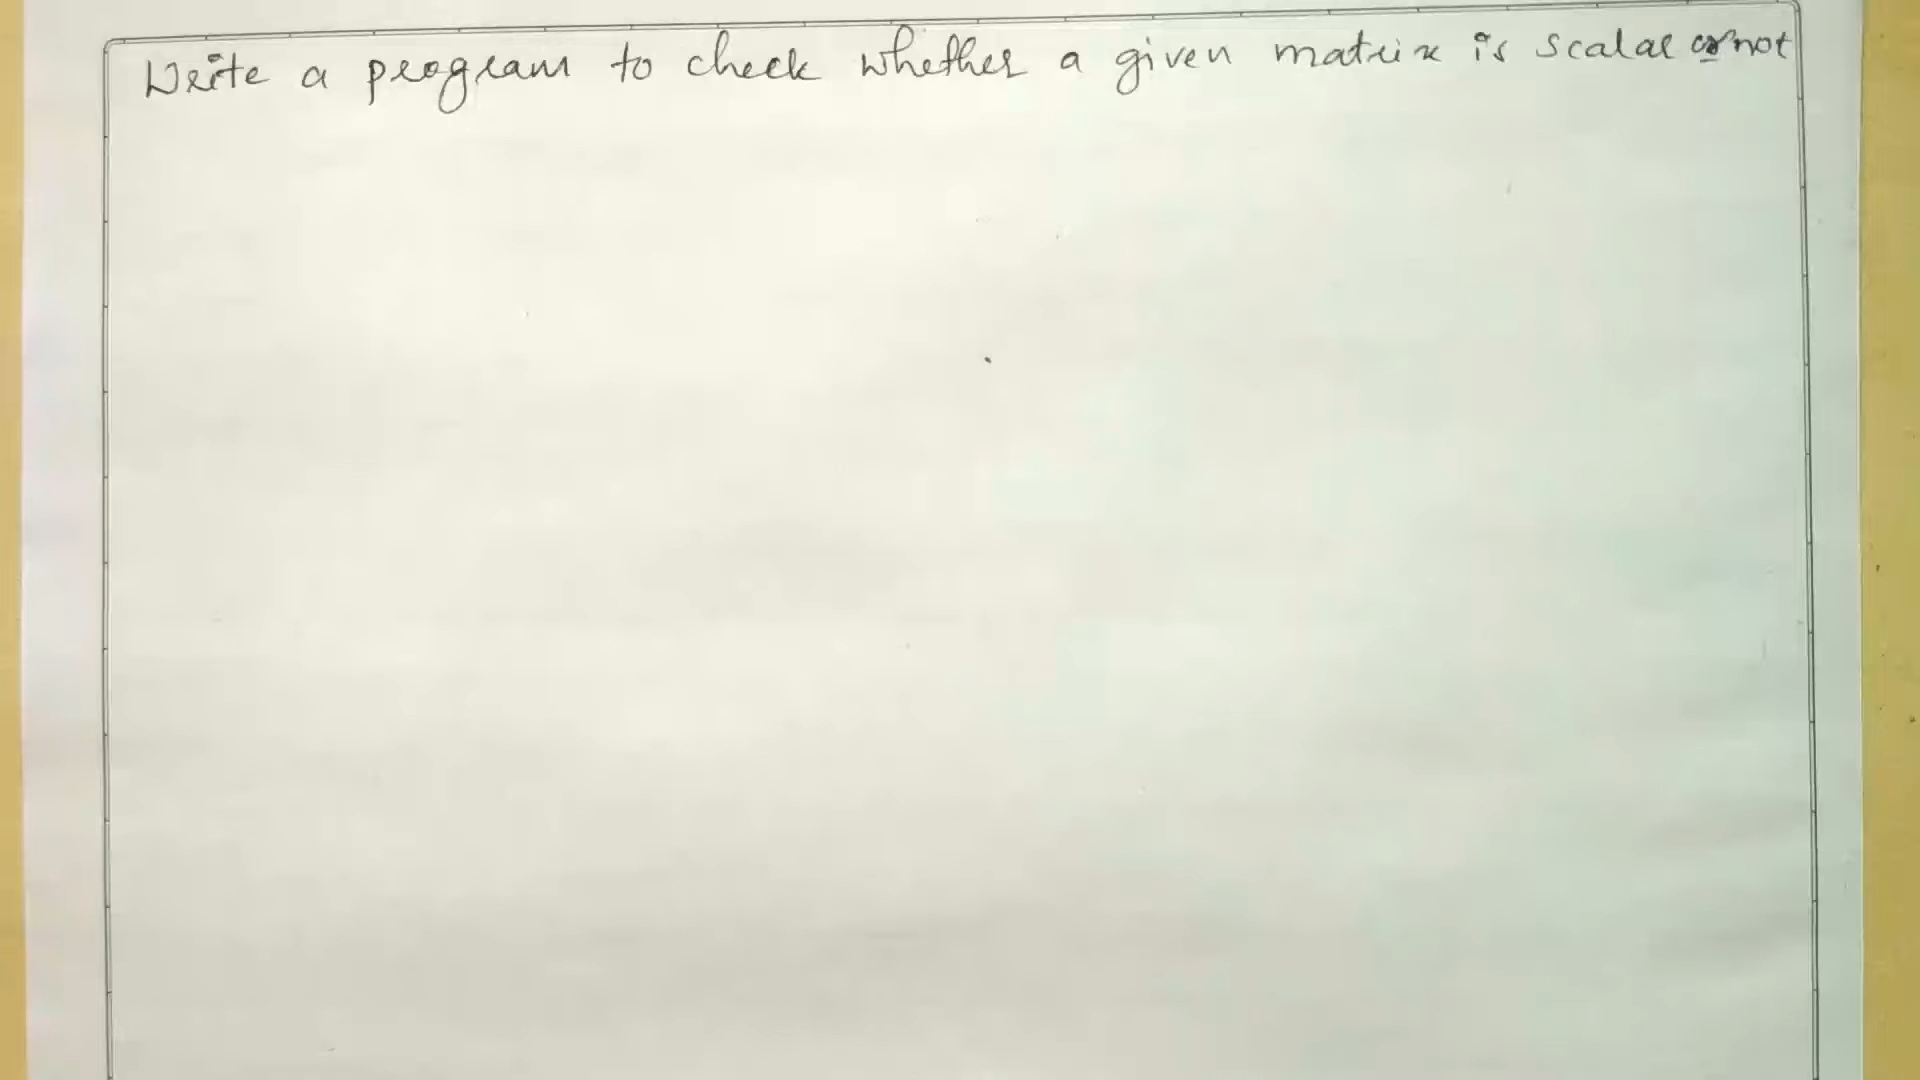 Write a program to check whether a given matrix is scalar or not